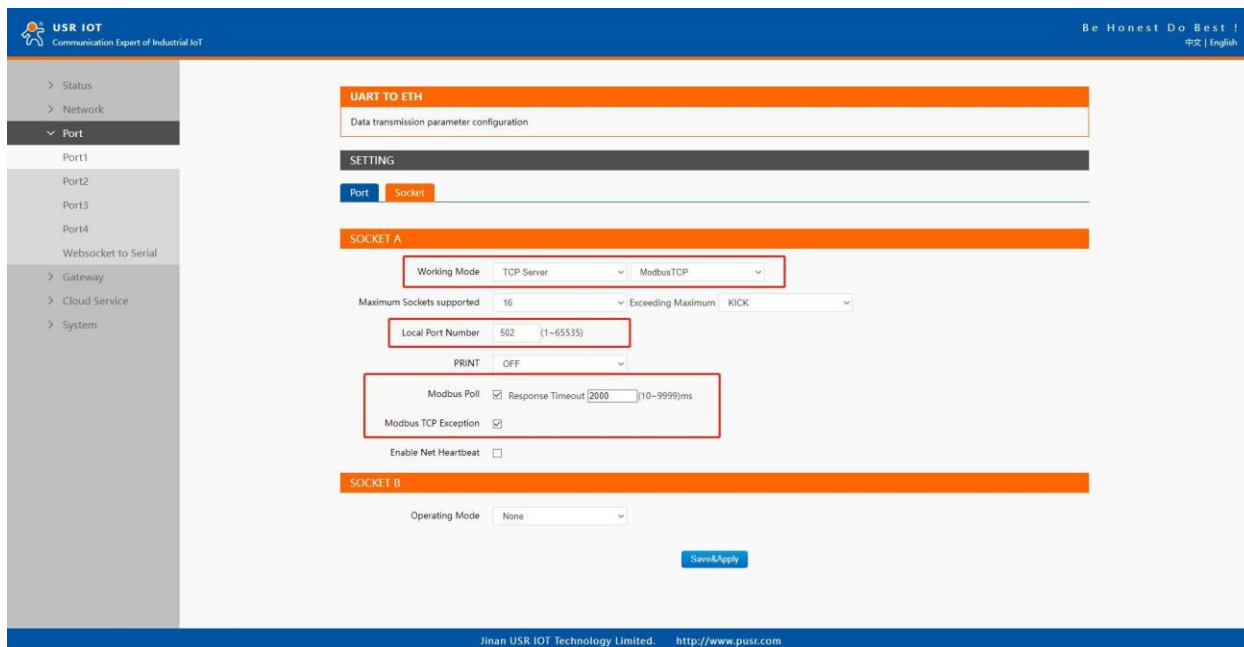 USR IOT
Communication Expert of Industrial IoT
Be Honest Do Best !
中文 | English
Status
Network
Port
Port1
Port2
Port3
Port4
Websocket to Serial
Gateway
Cloud Service
System
UART TO ETH
Data transmission parameter configuration
SETTING
Port Socket
SOCKET A
Working Mode TCP Server ModbusTCP
Maximum Sockets supported 16 Exceeding Maximum KICK
Local Port Number 502 (1~65535)
PRINT OFF
Modbus Poll Response Timeout 2000 (10~9999)ms
Modbus TCP Exception
Enable Net Heartbeat
SOCKET B
Operating Mode None
Save&Apply
Jinan USR IOT Technology Limited. http://www.pusr.com